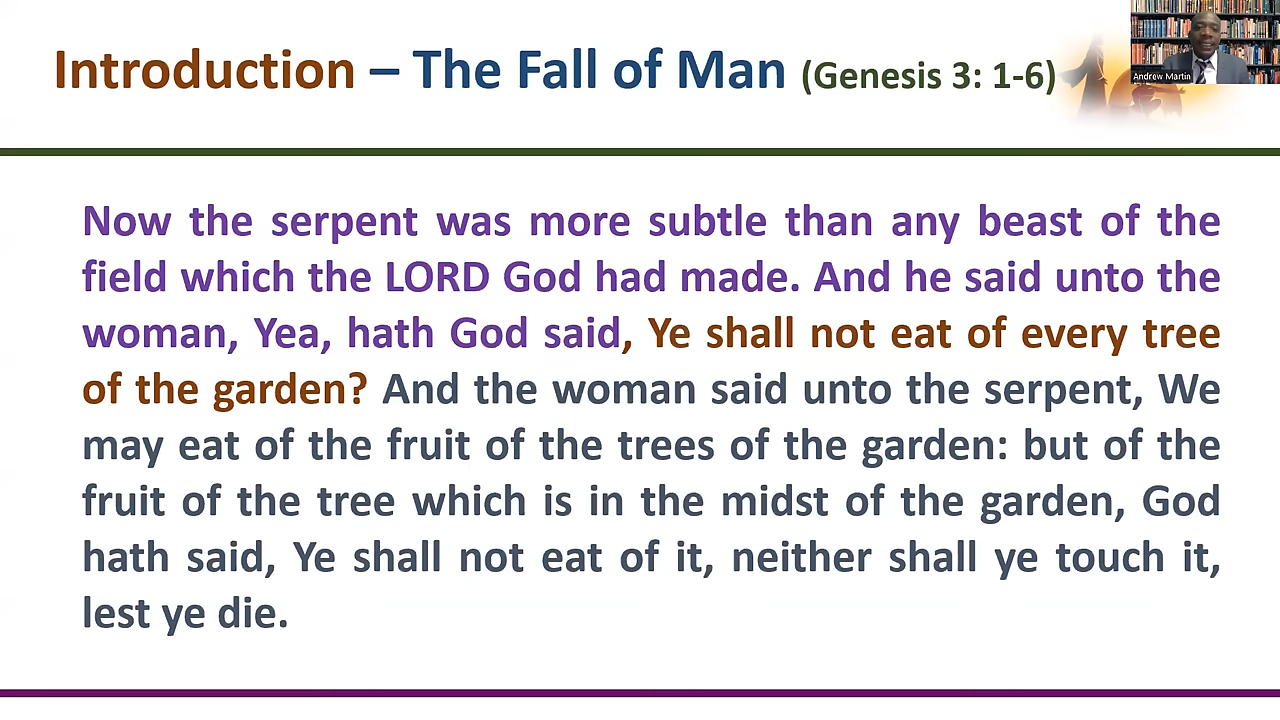 Introduction – The Fall of Man (Genesis 3: 1-6)
Andrew Martin
Now the serpent was more subtle than any beast of the
field which the LORD God had made. And he said unto the
woman, Yea, hath God said, Ye shall not eat of every tree
of the garden? And the woman said unto the serpent, We
may eat of the fruit of the trees of the garden: but of the
fruit of the tree which is in the midst of the garden, God
hath said, Ye shall not eat of it, neither shall ye touch it,
lest ye die.